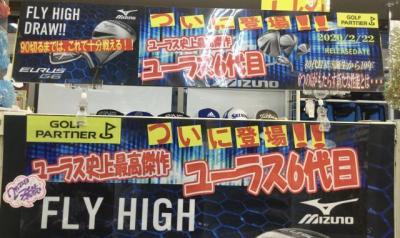 FLY HIGH
DRAW!!
90切るまでは、これで十分戦える!!
EURUS
G6
ついに登場!!
ユーラス史上最高傑作
ユーラス6代目
MIZUNO
GOLF
PARTNER
2020/2/22
RELEASEDATE
GOLF
PARTNER
ついに登場!!
ユーラス史上最高傑作
ユーラス6代目
FLY HIGH
MIZUNO